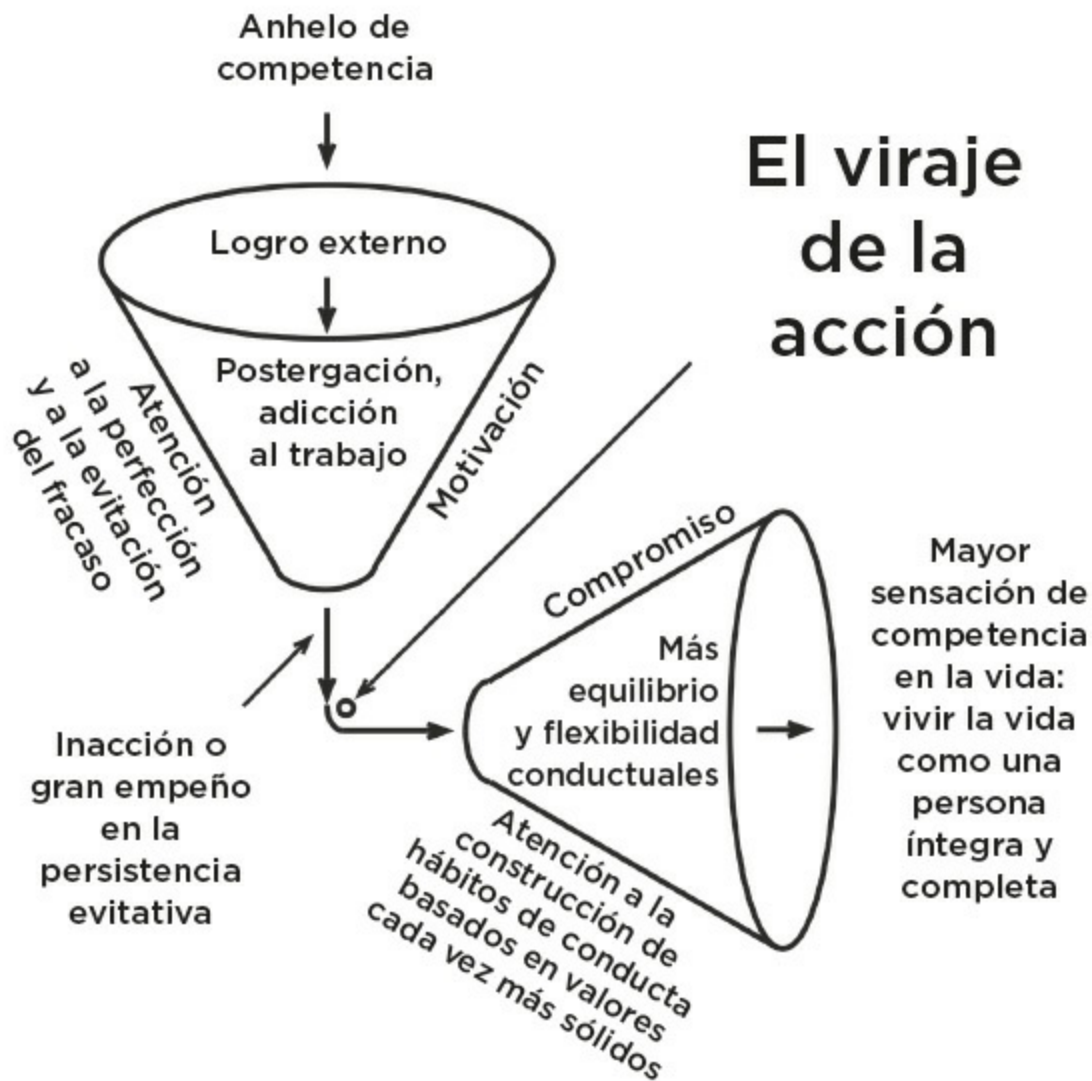 Anhelo de
competencia
El viraje
de la
acción
Logro externo
Postergación,
adicción
al trabajo
Atención
a la perfección
y a la evitación
del fracaso
Motivación
Inacción o
gran empeño
en la
persistencia
evitativa
Compromiso
Más
equilibrio
y flexibilidad
conductuales
Atención a la
construcción de
hábitos de conducta
basados en valores
cada vez más sólidos
Mayor
sensación de
competencia
en la vida:
vivir la vida
como una
persona
íntegra y
completa